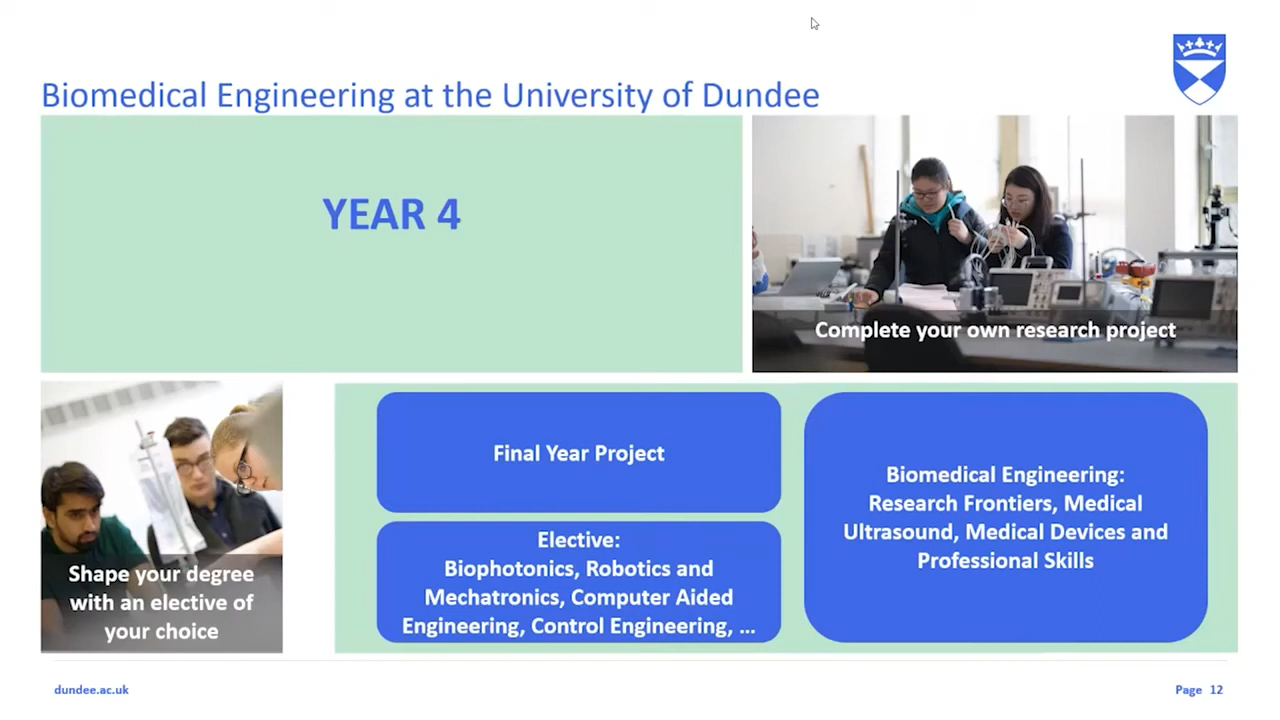 Biomedical Engineering at the University of Dundee
YEAR 4
Complete your own research project
Shape your degree
with an elective of
your choice
Final Year Project
Elective:
Biophotonics, Robotics and
Mechatronics, Computer Aided
Engineering, Control Engineering, ...
Biomedical Engineering:
Research Frontiers, Medical
Ultrasound, Medical Devices and
Professional Skills
dundee.ac.uk
Page 12